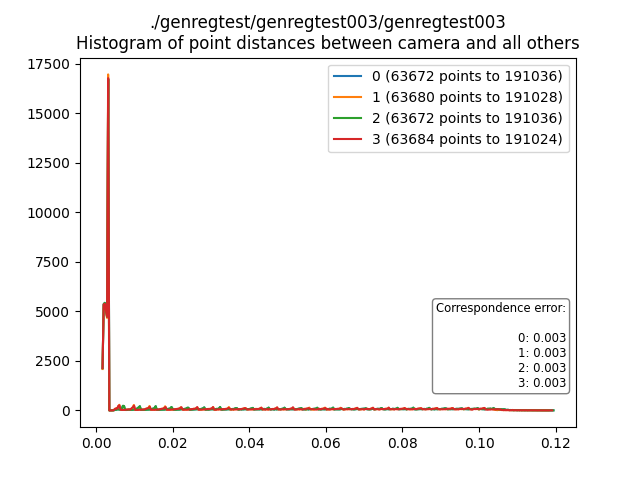 ./genregtest/genregtest003/genregtest003
Histogram of point distances between camera and all others
17500
15000
12500
10000
7500
5000
2500
0
0 (63672 points to 191036)
1 (63680 points to 191028)
2 (63672 points to 191036)
3 (63684 points to 191024)
Correspondence error:
0: 0.003
1: 0.003
2: 0.003
3: 0.003
0.00 0.02 0.04 0.06 0.08 0.10 0.12